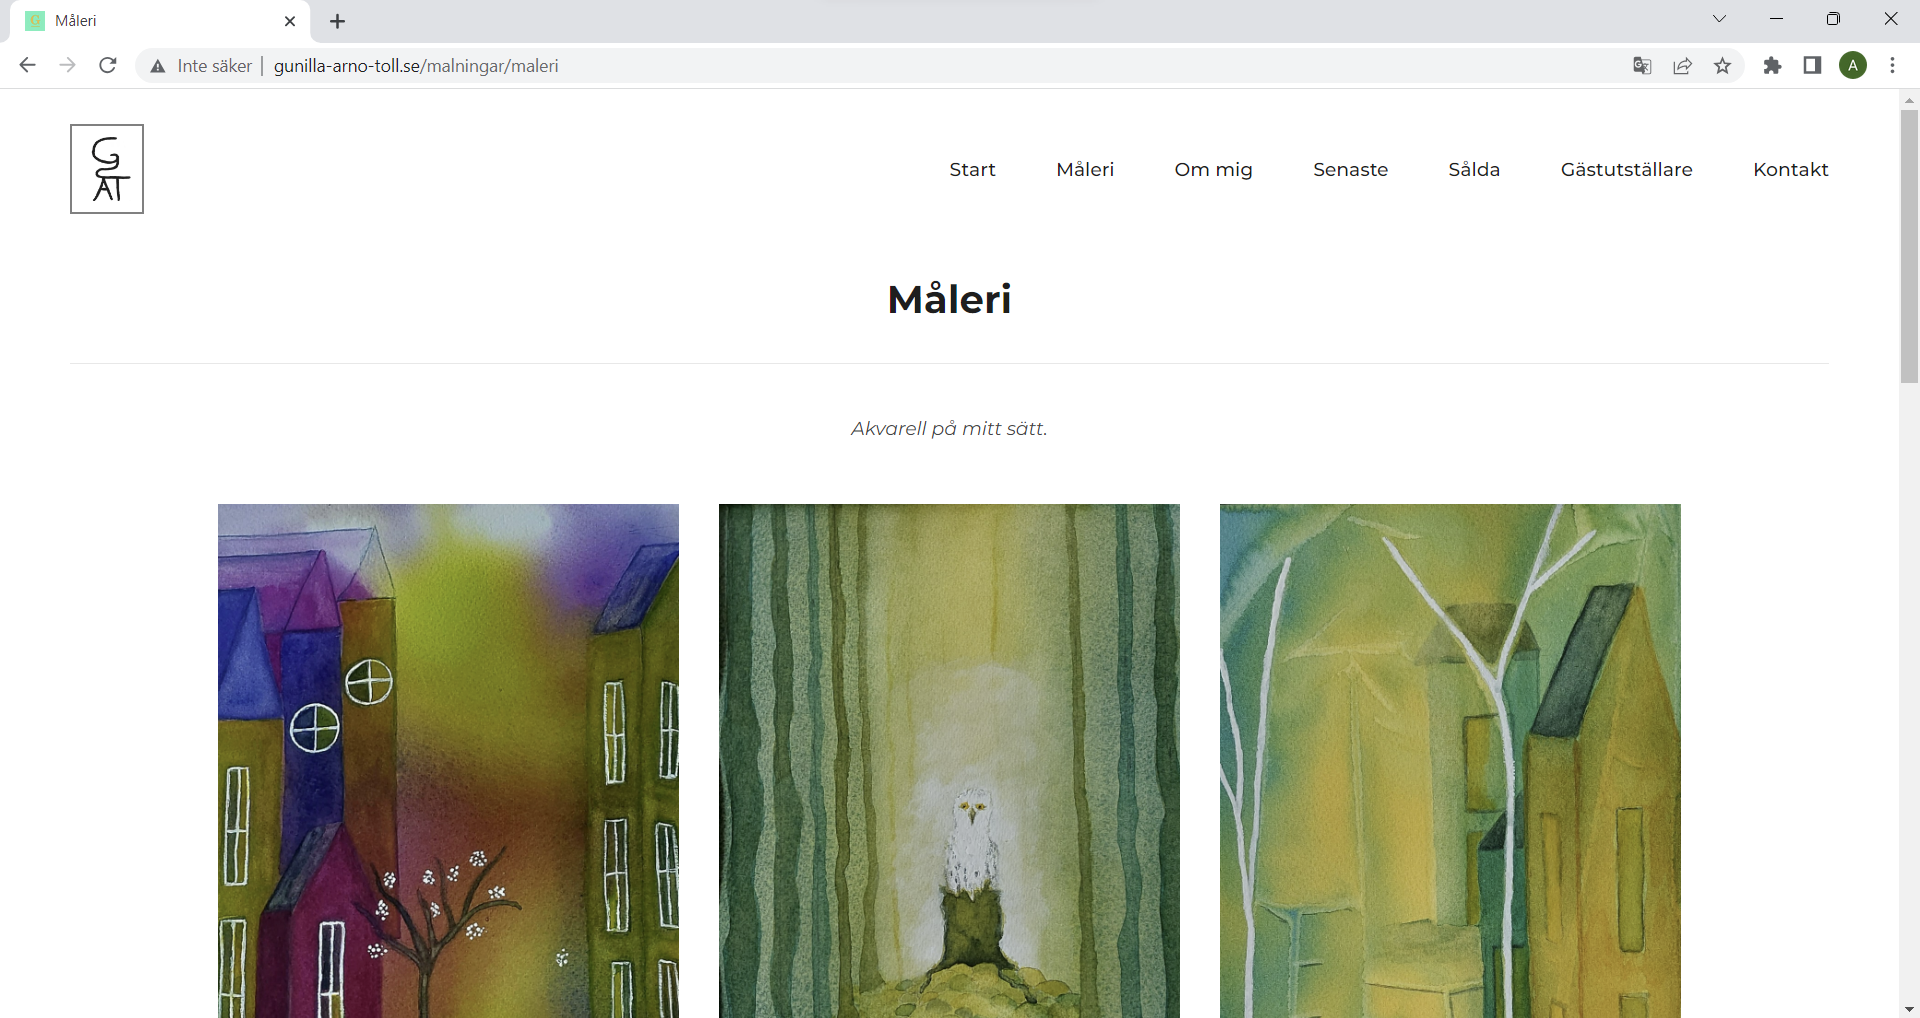 G
Måleri
Inte säker
gunilla-arno-toll.se/malningar/maleri
A
G
AT
Start Måleri Om mig Senaste Sålda Gästutställare Kontakt
Måleri
Akvarell på mitt sätt.